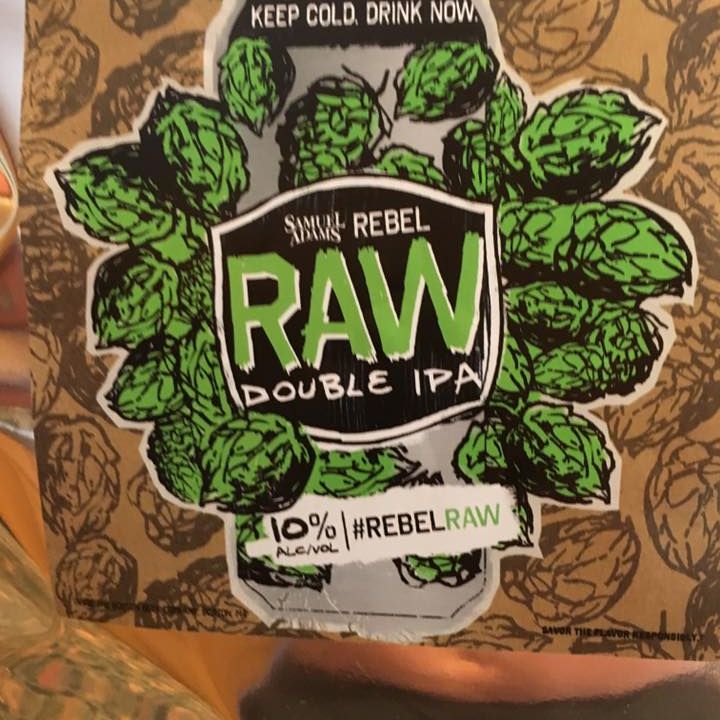 KEEP COLD. DRINK NOW.
SAMUEL ADAMS REBEL
RAW
DOUBLE IPA
10% | #REBELRAW
ALC/VOL
SAVOR THE FLAVOR RESPONSIBLY.